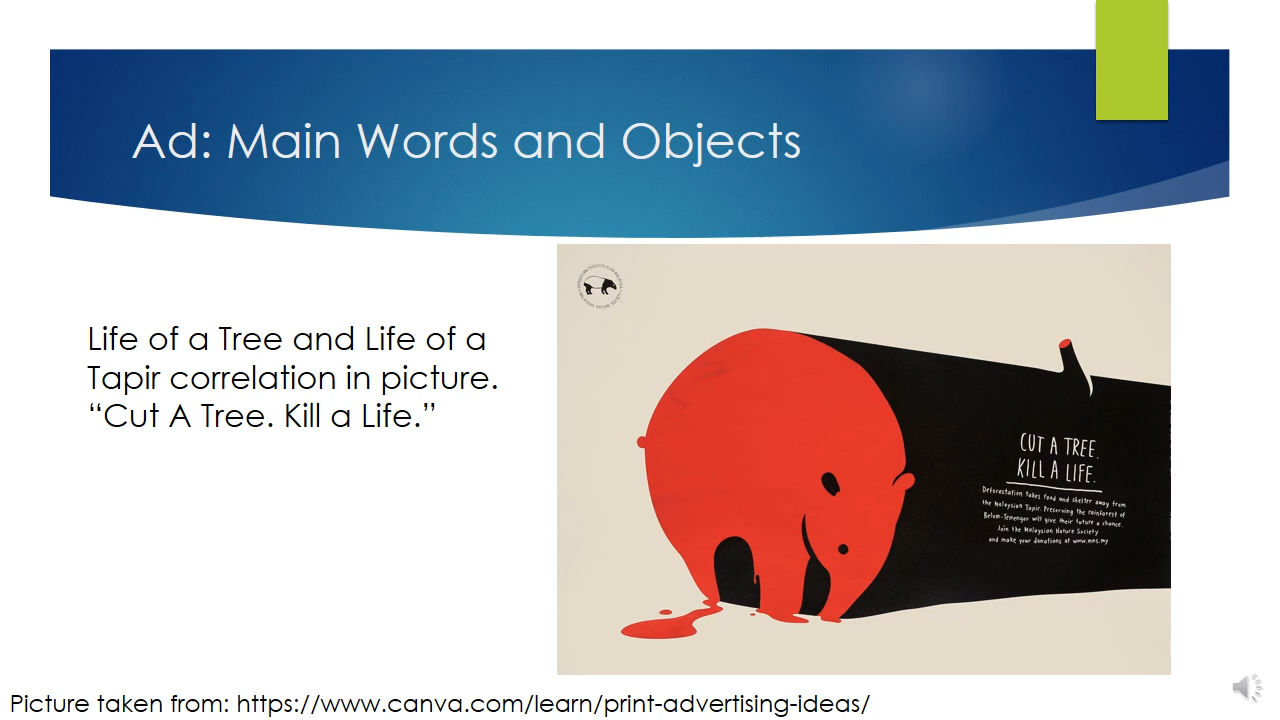 Ad: Main Words and Objects
Life of a Tree and Life of a
Tapir correlation in picture.
“Cut A Tree. Kill a Life.”
CUT A TREE.
KILL A LIFE.
Deforestation takes food and shelter away from
the Malaysian Tapir. Preserving the rainforest of
Belum-Temengor will give their future a chance.
Join the Malaysian Nature Society
and make your donations at www.mns.my
Picture taken from: https://www.canva.com/learn/print-advertising-ideas/